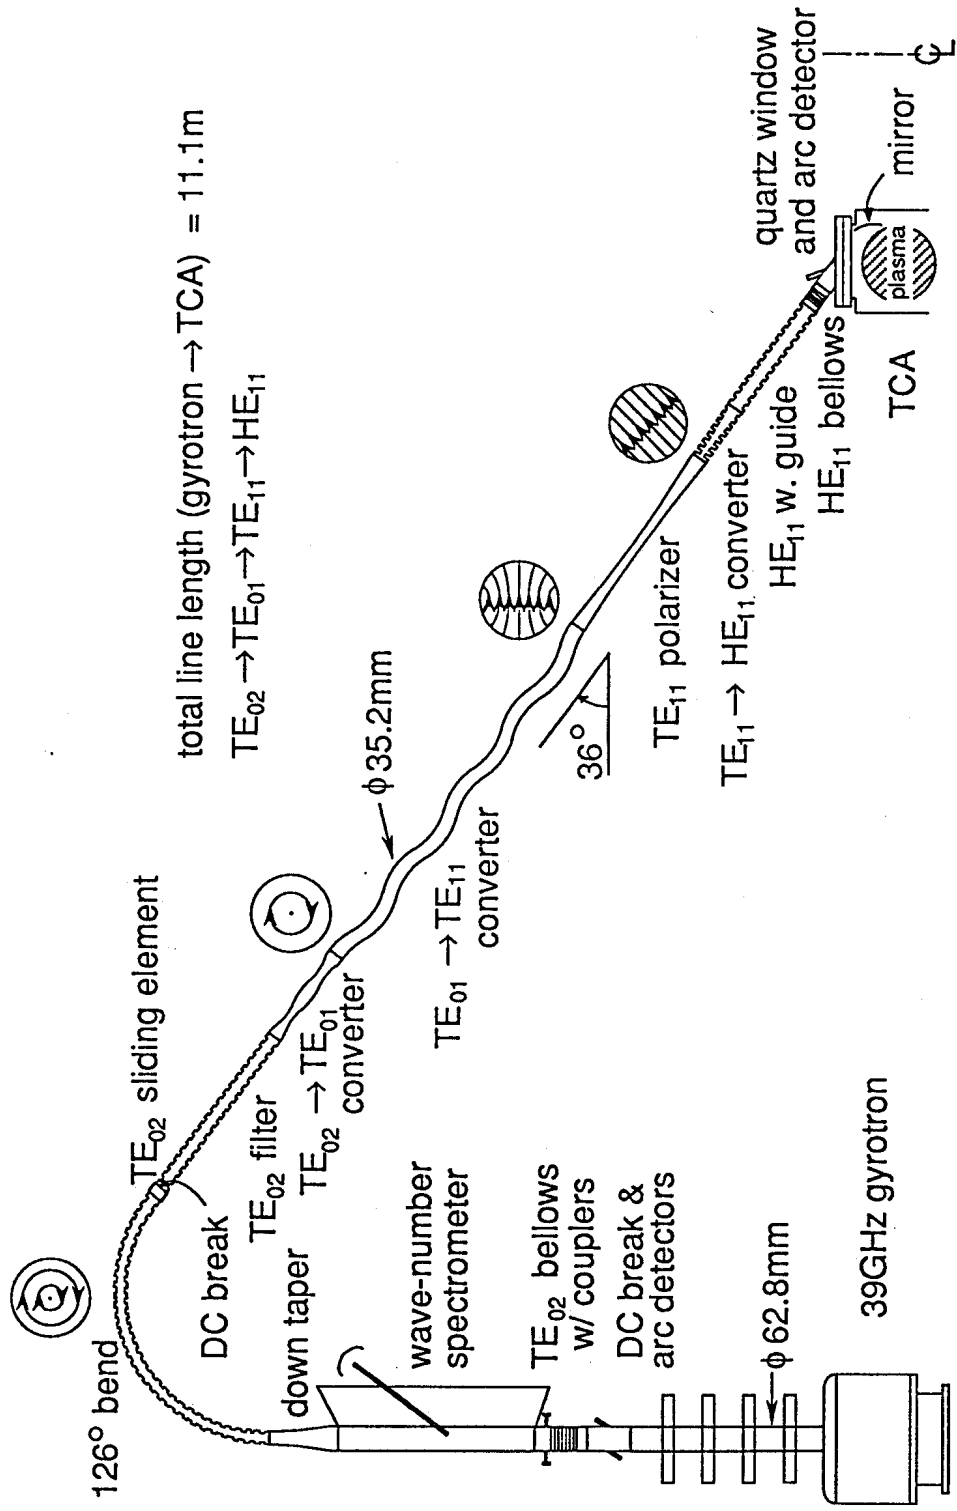 total line length (gyrotron → TCA) = 11.1m
TE02 → TE01 → TE11 → HE11
126° bend
TE02 sliding element
DC break
TE02 filter
TE02 → TE01
converter
down taper
wave-number
spectrometer
TE02 bellows
w/ couplers
DC break &
arc detectors
ϕ 62.8mm
39GHz gyrotron
ϕ 35.2mm
TE01 → TE11
converter
36°
TE11 polarizer
TE11 → HE11 converter
HE11 w. guide
HE11 bellows
TCA
quartz window
and arc detector
mirror
plasma
CL